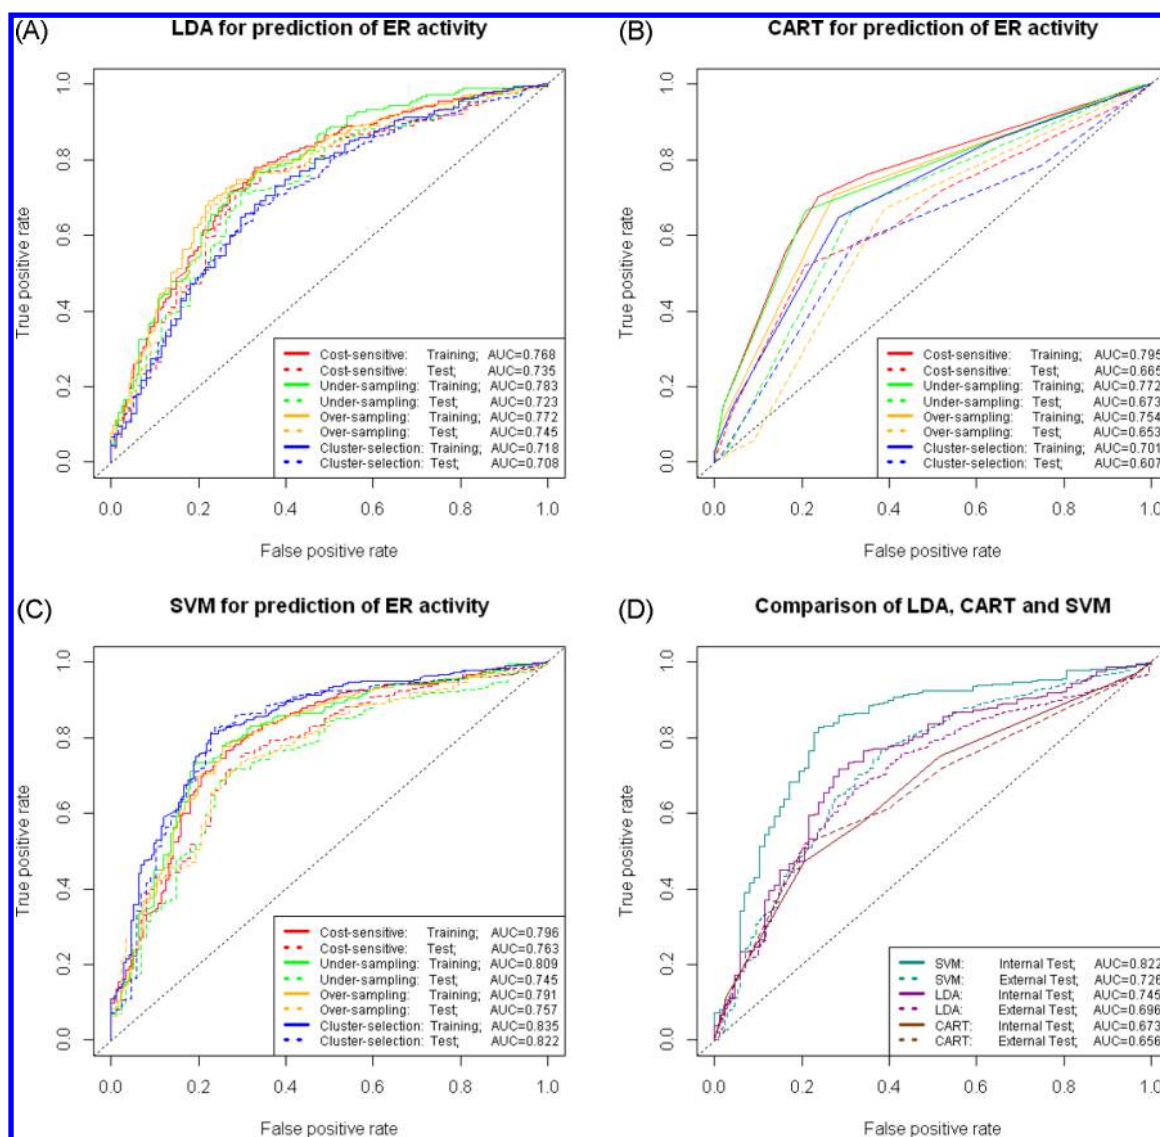 (A)
LDA for prediction of ER activity
True positive rate
1.0
0.8
0.6
0.4
0.2
0.0
Cost-sensitive: Training; AUC=0.768
Cost-sensitive: Test; AUC=0.735
Under-sampling: Training; AUC=0.783
Under-sampling: Test; AUC=0.723
Over-sampling: Training; AUC=0.772
Over-sampling: Test; AUC=0.745
Cluster-selection: Training; AUC=0.718
Cluster-selection: Test; AUC=0.708
0.0 0.2 0.4 0.6 0.8 1.0
False positive rate
(B)
CART for prediction of ER activity
True positive rate
1.0
0.8
0.6
0.4
0.2
0.0
Cost-sensitive: Training; AUC=0.795
Cost-sensitive: Test; AUC=0.665
Under-sampling: Training; AUC=0.772
Under-sampling: Test; AUC=0.673
Over-sampling: Training; AUC=0.754
Over-sampling: Test; AUC=0.653
Cluster-selection: Training; AUC=0.701
Cluster-selection: Test; AUC=0.607
0.0 0.2 0.4 0.6 0.8 1.0
False positive rate
(C)
SVM for prediction of ER activity
True positive rate
1.0
0.8
0.6
0.4
0.2
0.0
Cost-sensitive: Training; AUC=0.796
Cost-sensitive: Test; AUC=0.763
Under-sampling: Training; AUC=0.809
Under-sampling: Test; AUC=0.745
Over-sampling: Training; AUC=0.791
Over-sampling: Test; AUC=0.757
Cluster-selection: Training; AUC=0.835
Cluster-selection: Test; AUC=0.822
0.0 0.2 0.4 0.6 0.8 1.0
False positive rate
(D)
Comparison of LDA, CART and SVM
True positive rate
1.0
0.8
0.6
0.4
0.2
0.0
SVM: Internal Test; AUC=0.822
SVM: External Test; AUC=0.726
LDA: Internal Test; AUC=0.745
LDA: External Test; AUC=0.696
CART: Internal Test; AUC=0.673
CART: External Test; AUC=0.656
0.0 0.2 0.4 0.6 0.8 1.0
False positive rate